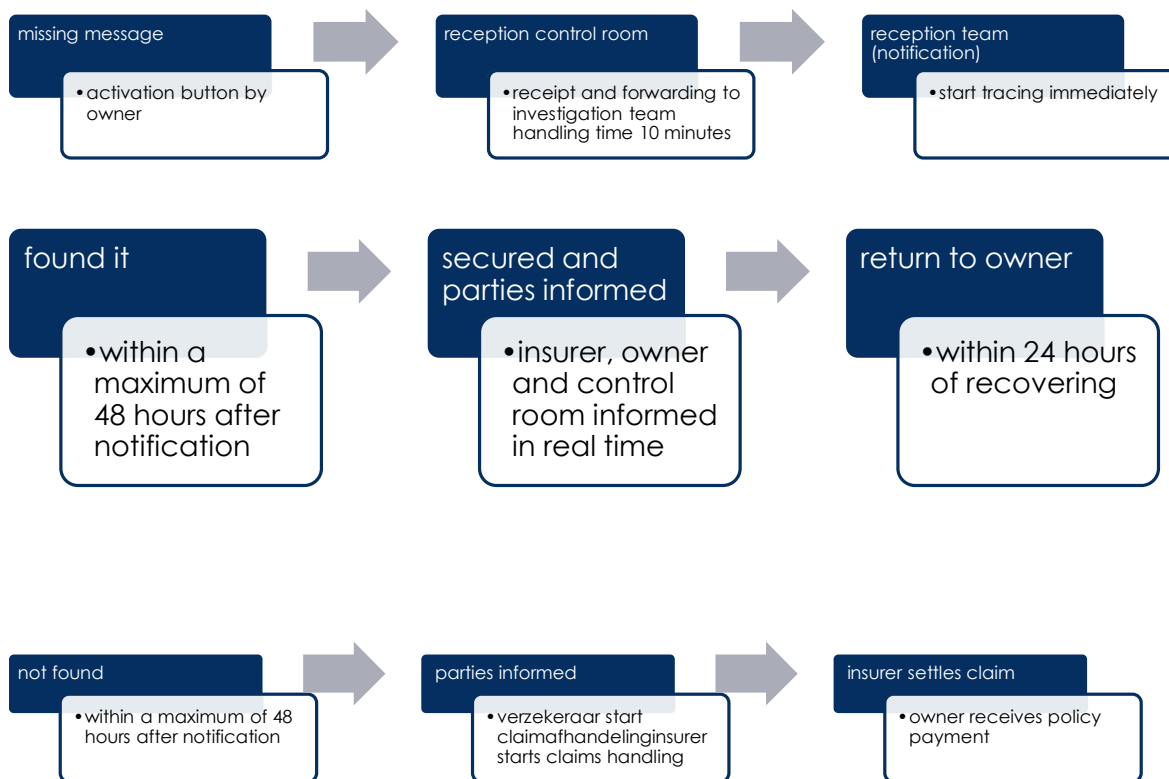 missing message
• activation button by
owner
reception control room
• receipt and forwarding to
investigation team
handling time 10 minutes
reception team
(notification)
• start tracing immediately
found it
• within a
maximum of
48 hours after
notification
secured and
parties informed
• insurer, owner
and control
room informed
in real time
return to owner
• within 24 hours
of recovering
not found
• within a maximum of 48
hours after notification
parties informed
• verzekeraar start
claimafhandelinginsurer
starts claims handling
insurer settles claim
• owner receives policy
payment